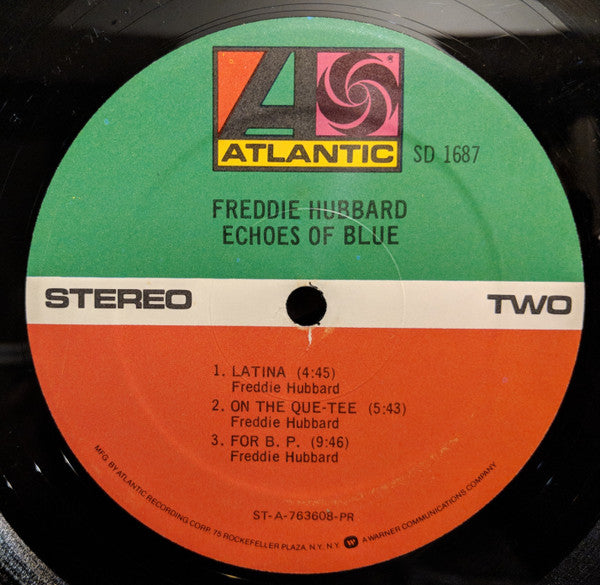 ATLANTIC
SD 1687
FREDDIE HUBBARD
ECHOES OF BLUE
STEREO
TWO
1. LATINA (4:45)
Freddie Hubbard
2. ON THE QUE-TEE (5:43)
Freddie Hubbard
3. FOR B. P. (9:46)
Freddie Hubbard
ST-A-763608-PR
MFG. BY ATLANTIC RECORDING CORP. 75 ROCKEFELLER PLAZA, N.Y. N.Y. A WARNER COMMUNICATIONS COMPANY